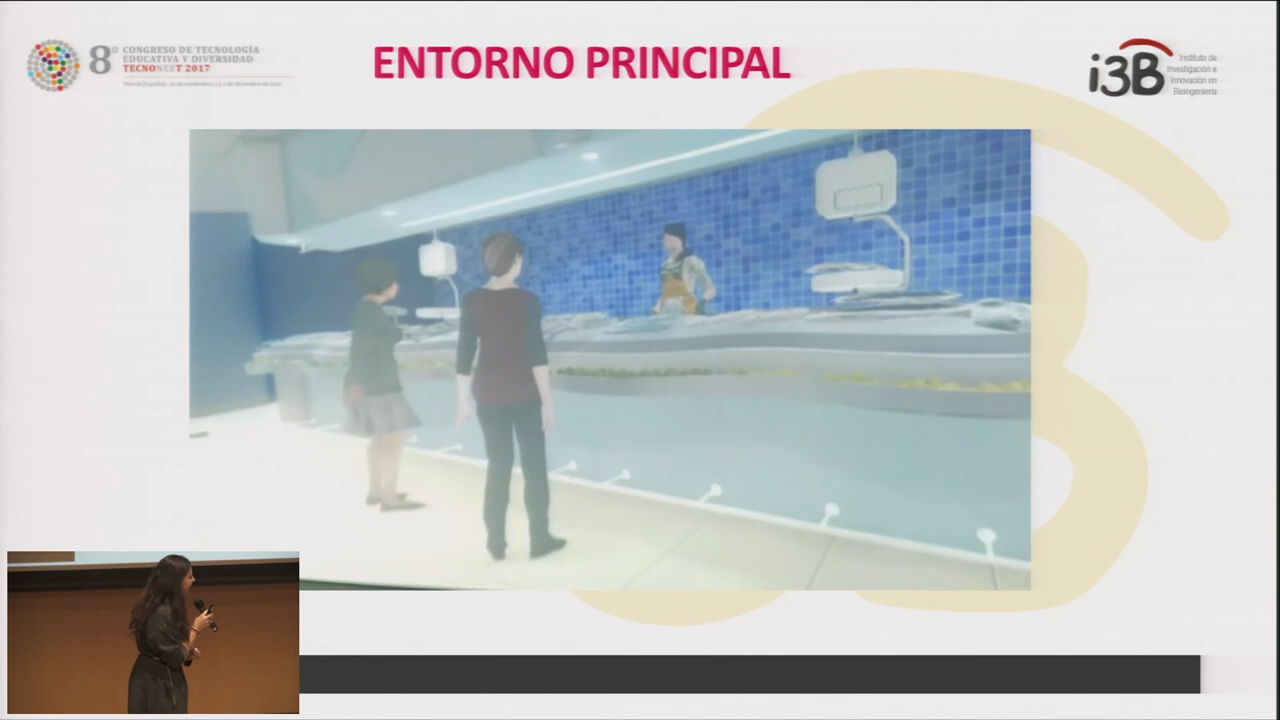 8º CONGRESO DE TECNOLOGÍA
EDUCATIVA Y DIVERSIDAD
TECNONEET 2017
ENTORNO PRINCIPAL
i3B
Instituto de
Investigación e
Innovación en
Bioingeniería